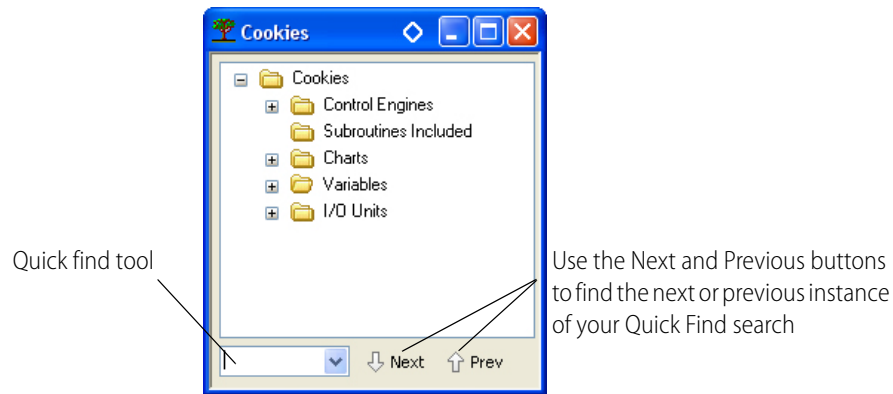 Cookies
Cookies
Control Engines
Subroutines Included
Charts
Variables
I/O Units
Quick find tool
Use the Next and Previous buttons
to find the next or previous instance
of your Quick Find search
Next Prev